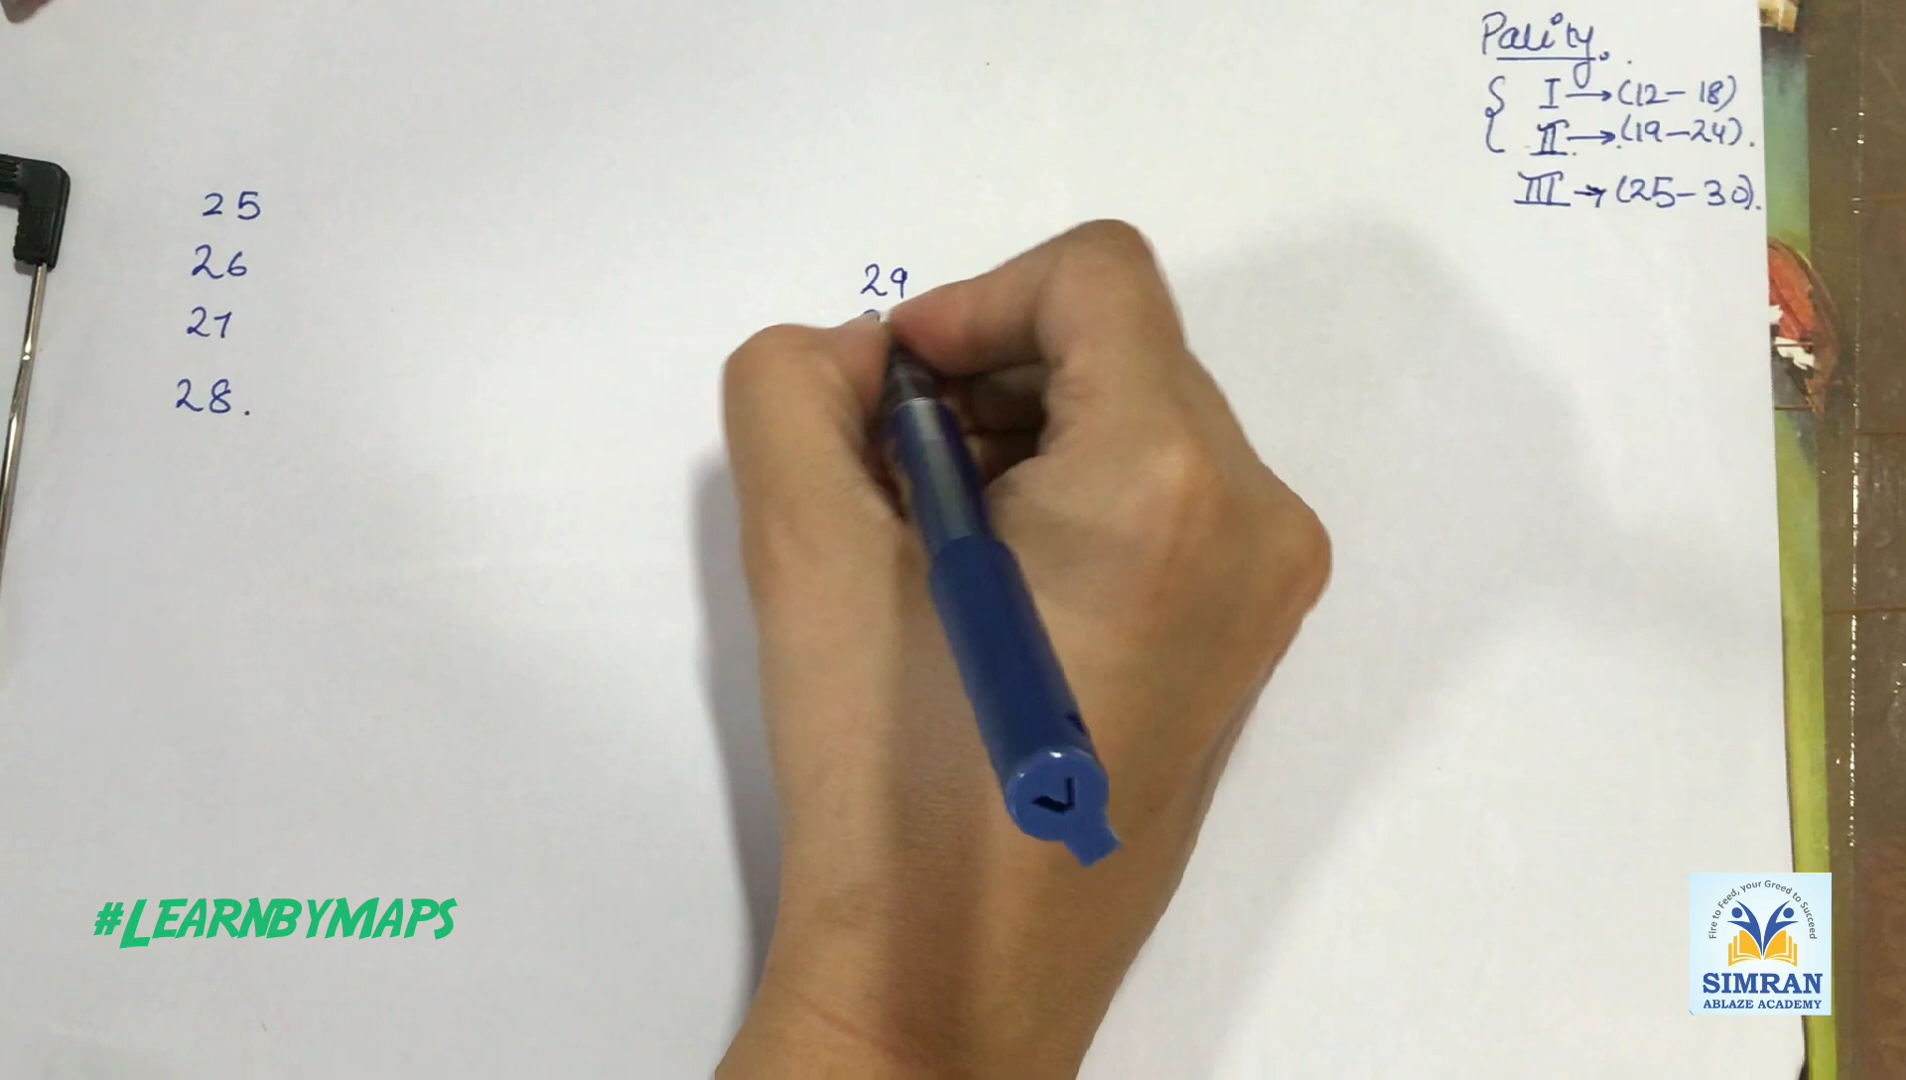 Polity.
I → (12 - 18)
II → (19 - 24).
III → (25 - 30).
25
26
27
28.
29
#LEARNBYMAPS
Fire to Feed, your Greed to Succeed
SIMRAN
ABLAZE ACADEMY